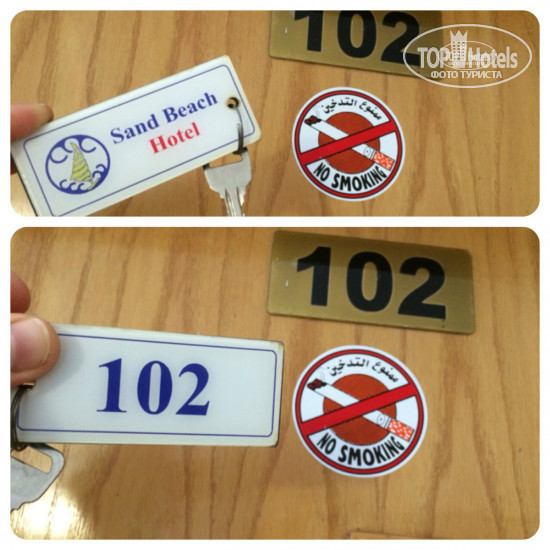 102
TOP Hotels
ФОТО ТУРИСТА
Sand Beach
Hotel
ممنوع التدخين
NO SMOKING
102
102
ممنوع التدخين
NO SMOKING